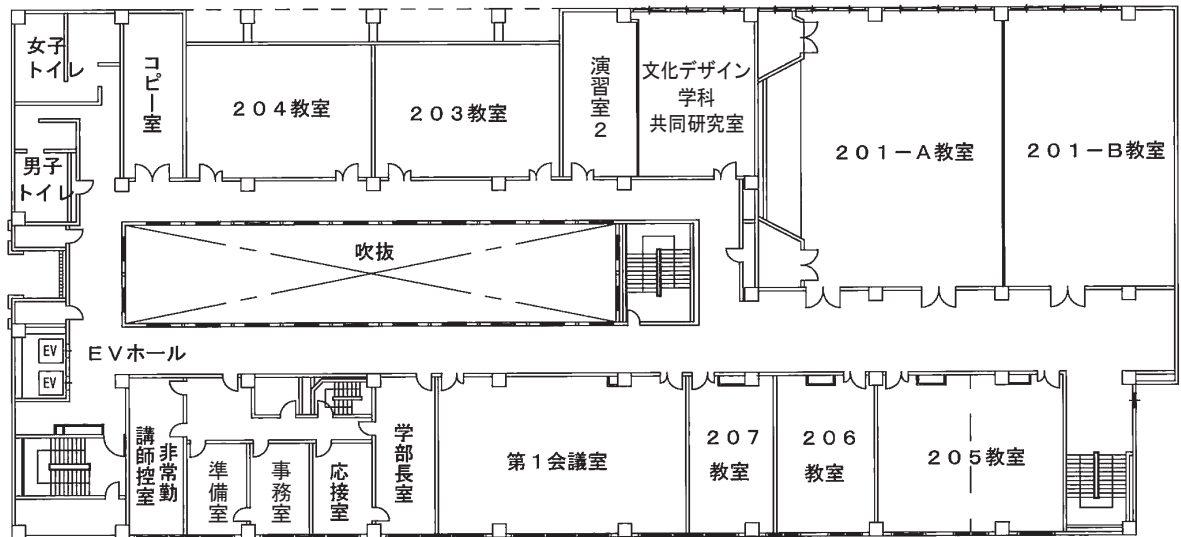 女子
トイレ
コピー室
204教室
203教室
演習室2
文化デザイン
学科
共同研究室
201-A教室
201-B教室
男子
トイレ
吹抜
EVホール
EV
EV
非常勤
講師控室
準備室
事務室
応接室
学部長室
第1会議室
207
教室
206
教室
205教室